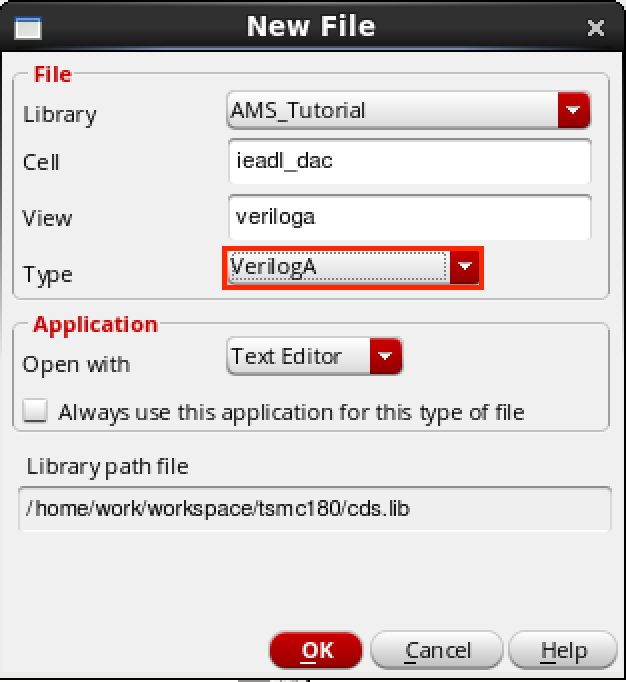 New File
File
Library AMS_Tutorial
Cell ieadl_dac
View veriloga
Type VerilogA
Application
Open with Text Editor
Always use this application for this type of file
Library path file
/home/work/workspace/tsmc180/cds.lib
OK Cancel Help